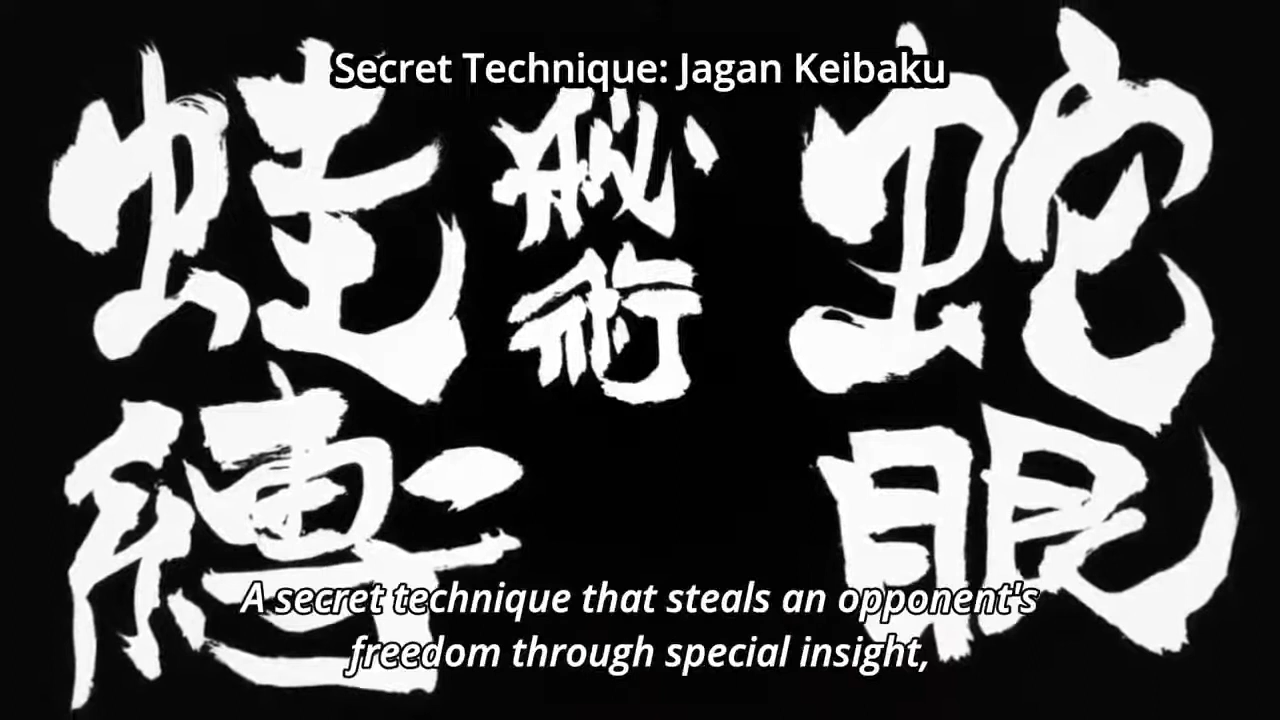 Secret Technique: Jagan Keibaku
蛇眼
秘術
蛙縛
A secret technique that steals an opponent's
freedom through special insight,